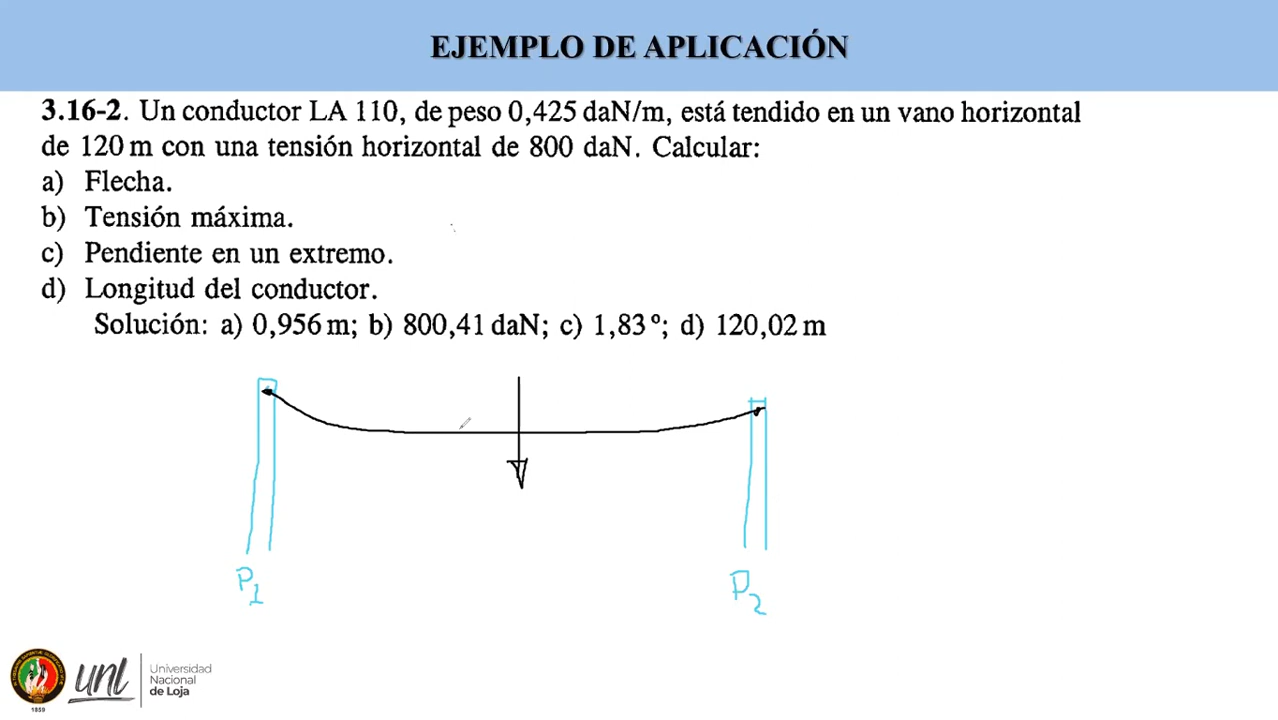 EJEMPLO DE APLICACIÓN
3.16-2. Un conductor LA 110, de peso 0,425 daN/m, está tendido en un vano horizontal
de 120 m con una tensión horizontal de 800 daN. Calcular:
a) Flecha.
b) Tensión máxima.
c) Pendiente en un extremo.
d) Longitud del conductor.
Solución: a) 0,956 m; b) 800,41 daN; c) 1,83 º; d) 120,02 m
P1
P2
1859
unl
Universidad
Nacional
de Loja